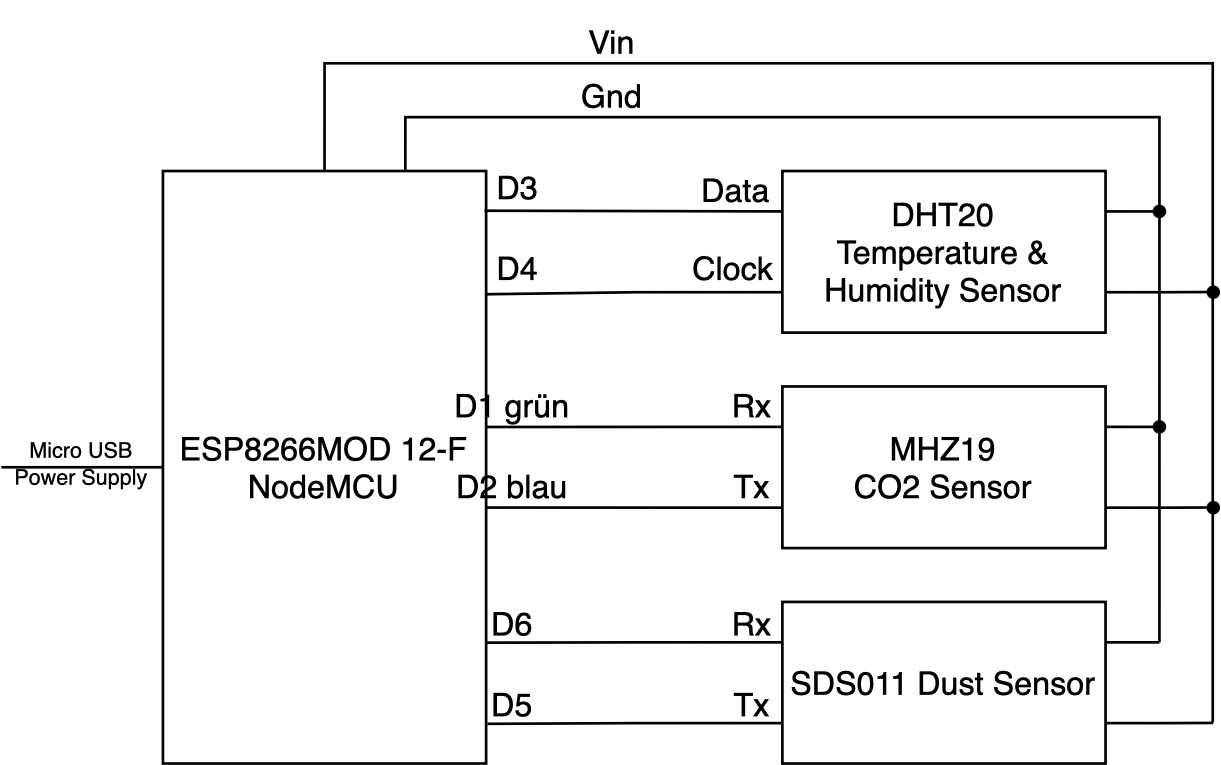 Vin
Gnd
D3
Data
DHT20
Temperature &
Humidity Sensor
D4
Clock
D1 grün
Rx
Micro USB
Power Supply
ESP8266MOD 12-F
NodeMCU
MHZ19
CO2 Sensor
D2 blau
Tx
D6
Rx
SDS011 Dust Sensor
D5
Tx